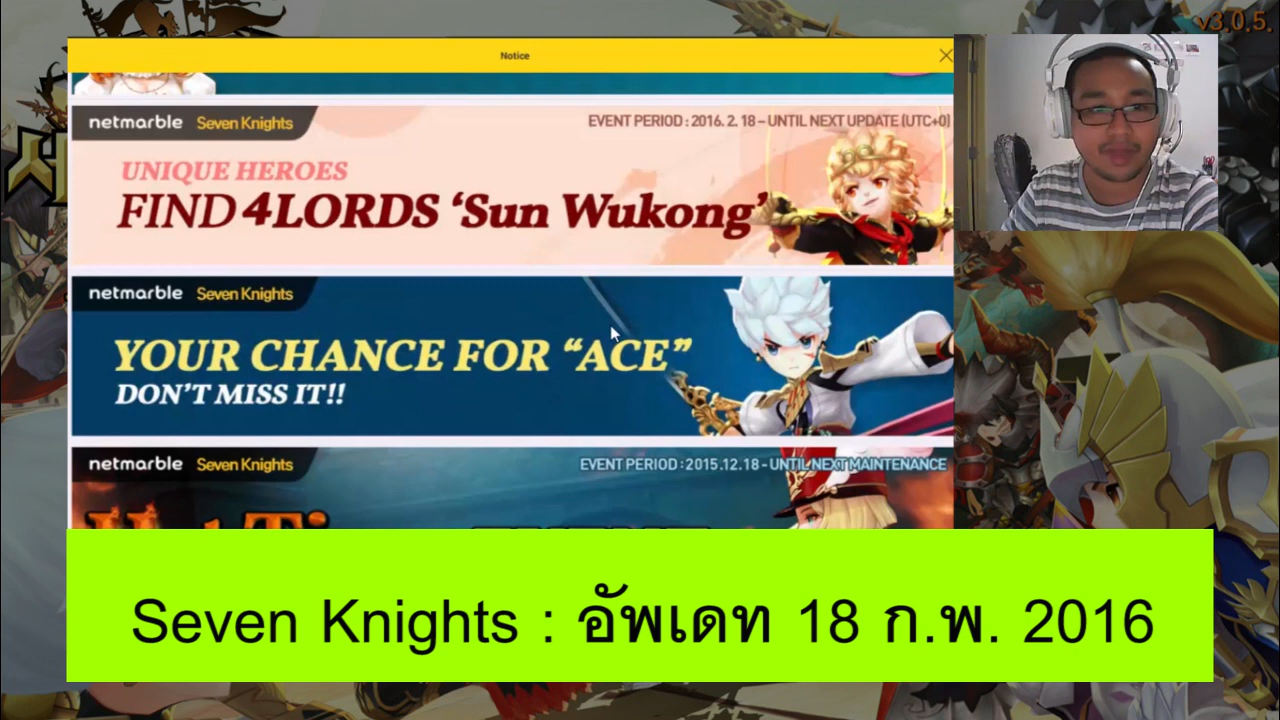 v3.0.5.
Notice
netmarble Seven Knights
EVENT PERIOD : 2016. 2. 18 – UNTIL NEXT UPDATE (UTC+0)
UNIQUE HEROES
FIND 4LORDS ‘Sun Wukong’
netmarble Seven Knights
YOUR CHANCE FOR “ACE”
DON’T MISS IT!!
netmarble Seven Knights
EVENT PERIOD : 2015.12.18 - UNTIL NEXT MAINTENANCE
Seven Knights : อัพเดท 18 ก.พ. 2016